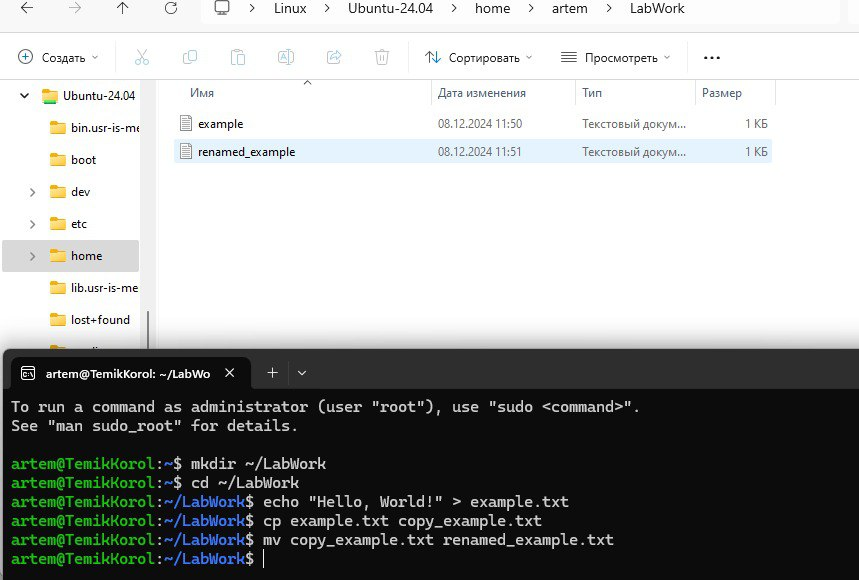 Linux > Ubuntu-24.04 > home > artem > LabWork
Создать Сортировать Просмотреть ...
Ubuntu-24.04
bin.usr-is-me
boot
dev
etc
home
lib.usr-is-me
lost+found
Имя Дата изменения Тип Размер
example 08.12.2024 11:50 Текстовый докум... 1 КБ
renamed_example 08.12.2024 11:51 Текстовый докум... 1 КБ
artem@TemikKorol: ~/LabWo
To run a command as administrator (user "root"), use "sudo <command>".
See "man sudo_root" for details.
artem@TemikKorol:~$ mkdir ~/LabWork
artem@TemikKorol:~$ cd ~/LabWork
artem@TemikKorol:~/LabWork$ echo "Hello, World!" > example.txt
artem@TemikKorol:~/LabWork$ cp example.txt copy_example.txt
artem@TemikKorol:~/LabWork$ mv copy_example.txt renamed_example.txt
artem@TemikKorol:~/LabWork$